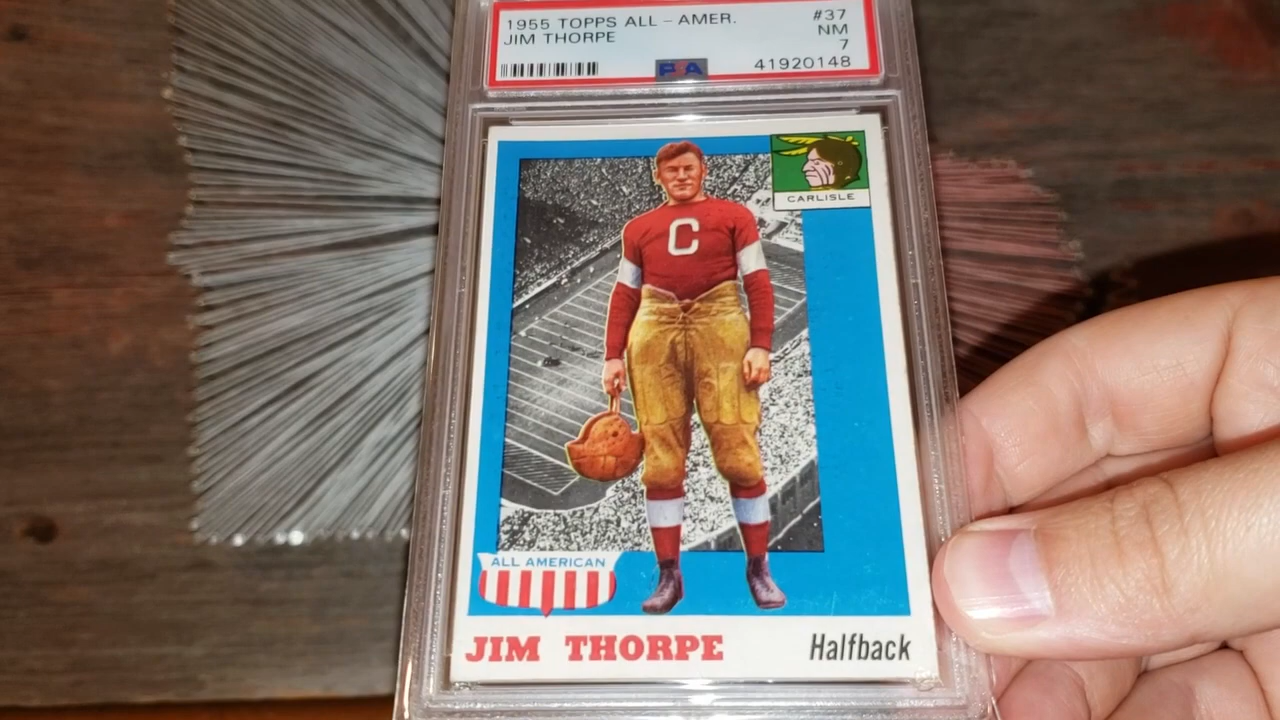 1955 TOPPS ALL - AMER. #37
JIM THORPE NM
7
PSA 41920148
CARLISLE
C
ALL AMERICAN
JIM THORPE Halfback